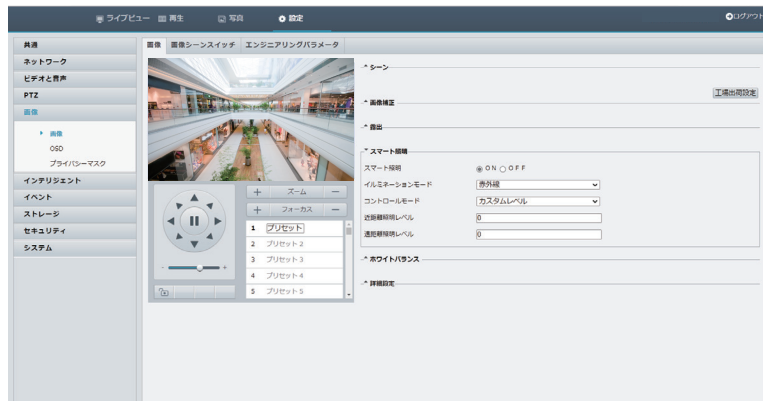 ライブビュー 再生 写真 設定 ログアウト
共通
ネットワーク
ビデオと音声
PTZ
画像
画像
OSD
プライバシーマスク
インテリジェント
イベント
ストレージ
セキュリティ
システム
画像 画像シーンスイッチ エンジニアリングパラメータ
+ ズーム −
+ フォーカス −
1 プリセット
2 プリセット 2
3 プリセット 3
4 プリセット 4
5 プリセット 5
シーン
工場出荷設定
画像補正
露出
スマート照明
スマート照明 ON OFF
イルミネーションモード 赤外線
コントロールモード カスタムレベル
近距離照明レベル 0
遠距離照明レベル 0
ホワイトバランス
詳細設定